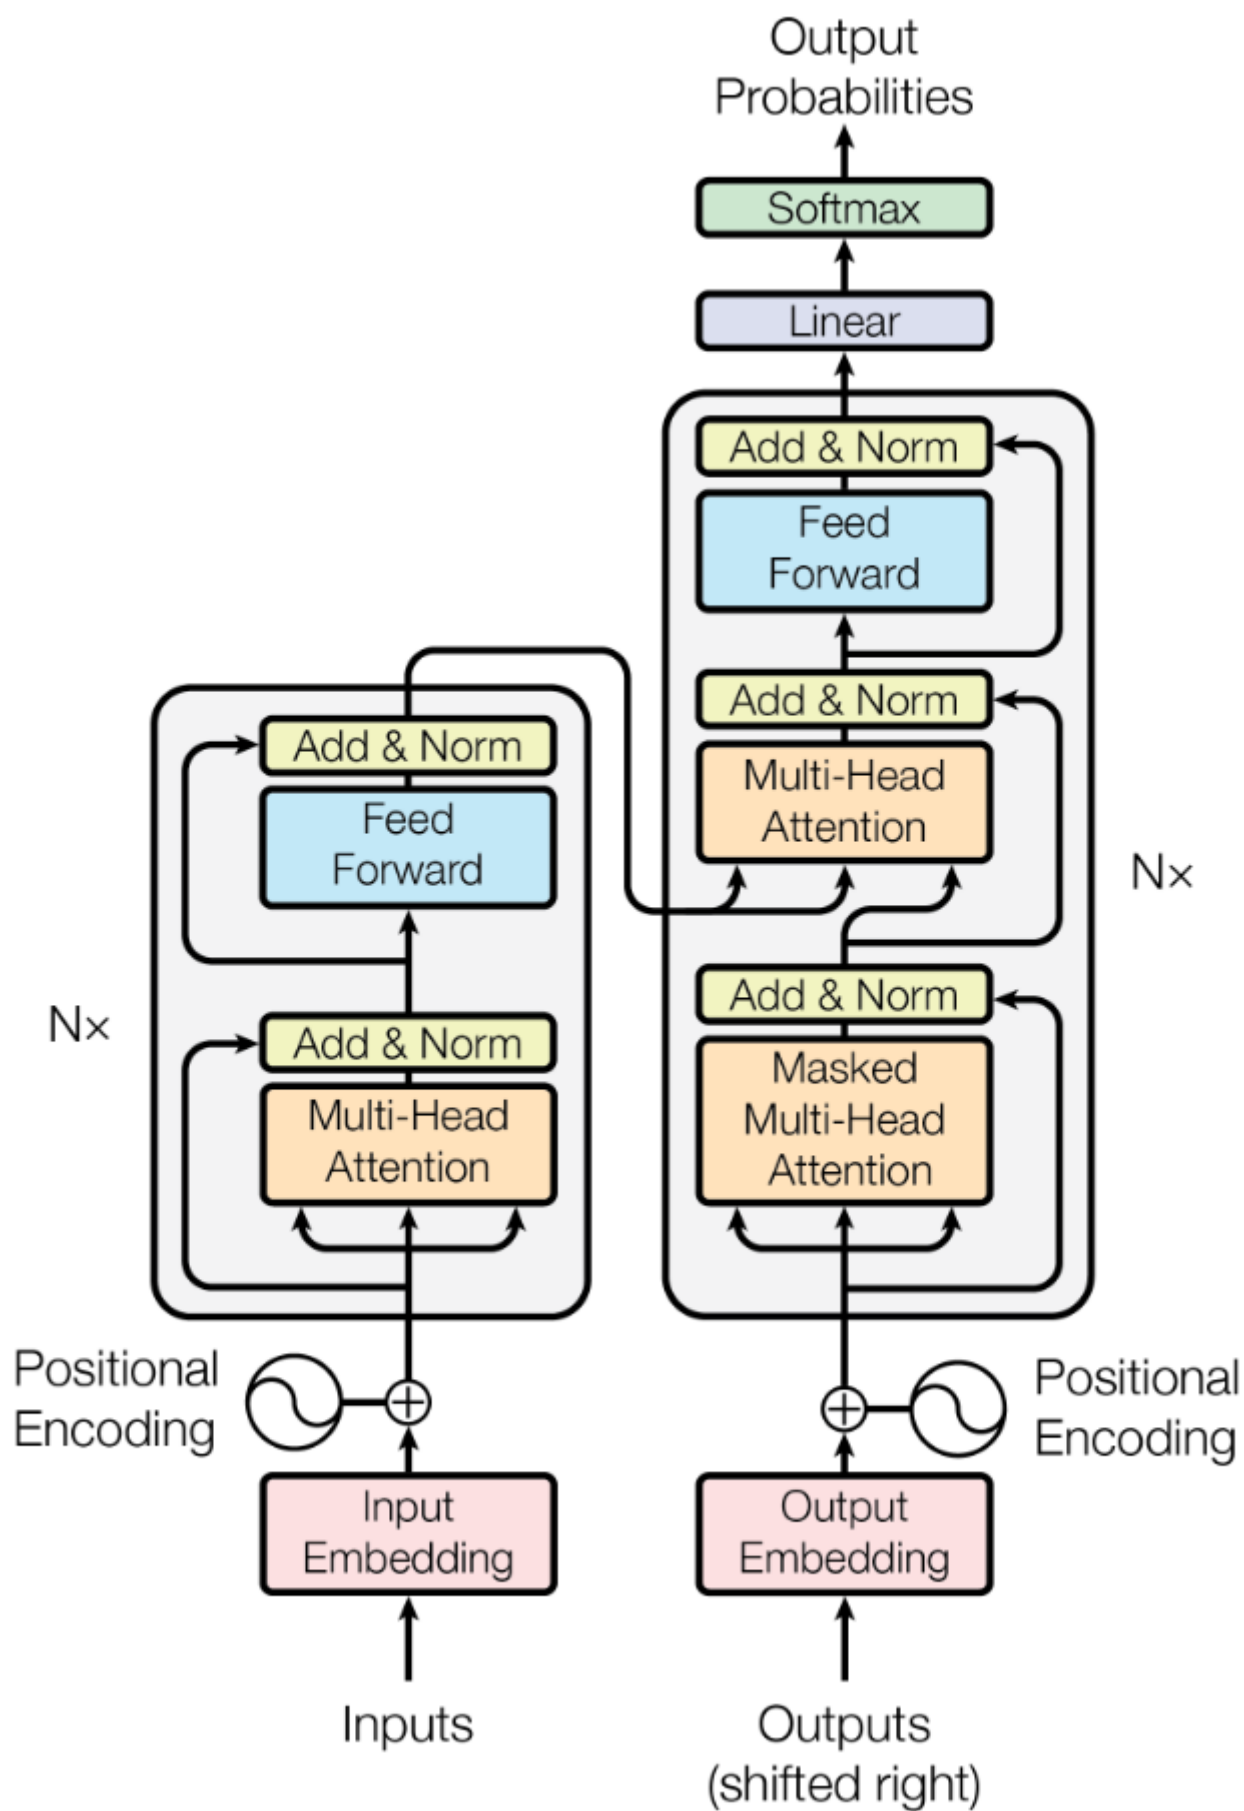 Output
Probabilities
Softmax
Linear
Add & Norm
Feed
Forward
Add & Norm
Multi-Head
Attention
N×
Add & Norm
Masked
Multi-Head
Attention
Add & Norm
Feed
Forward
N×
Add & Norm
Multi-Head
Attention
Positional
Encoding
Positional
Encoding
Input
Embedding
Output
Embedding
Inputs
Outputs
(shifted right)